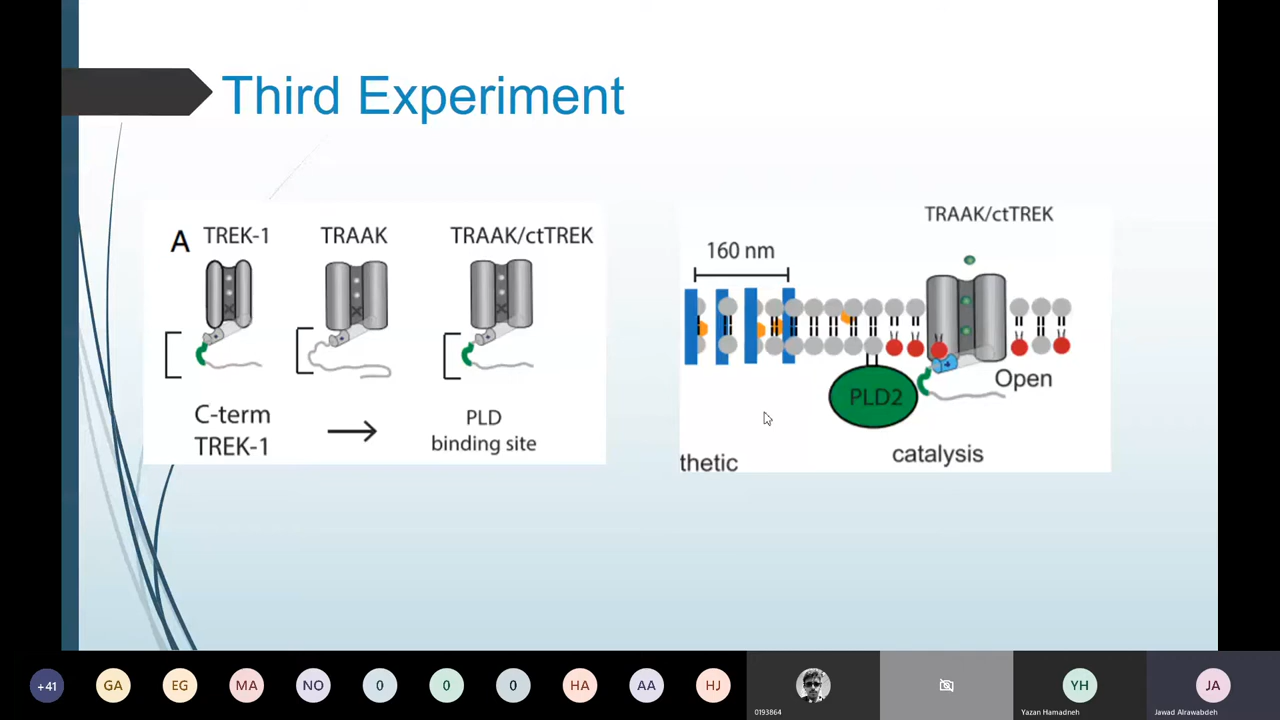 Third Experiment
A
TREK-1
TRAAK
TRAAK/ctTREK
C-term
TREK-1
PLD
binding site
TRAAK/ctTREK
160 nm
PLD2
Open
thetic
catalysis
+41
GA
EG
MA
NO
0
0
0
HA
AA
HJ
0193864
YH
Yazan Hamadneh
JA
Jawad Alrawabdeh